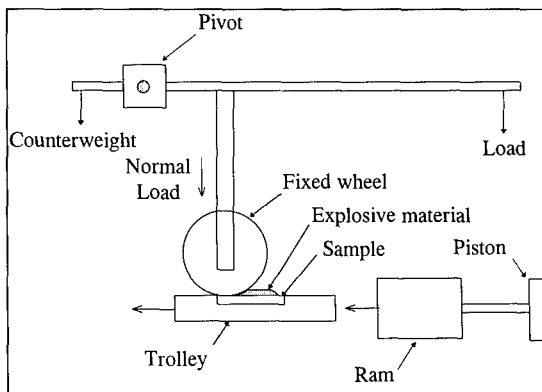 Pivot
Counterweight
Load
Normal
Load
Fixed wheel
Explosive material
Sample
Piston
Trolley
Ram